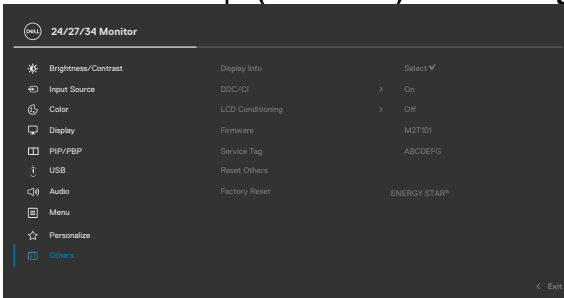 DELL 24/27/34 Monitor
Brightness/Contrast Display Info Select
Input Source DDC/CI > On
Color LCD Conditioning > Off
Display Firmware M2T101
PIP/PBP Service Tag ABCDEFG
USB Reset Others
Audio Factory Reset ENERGY STAR®
Menu
Personalize
Others
< Exit